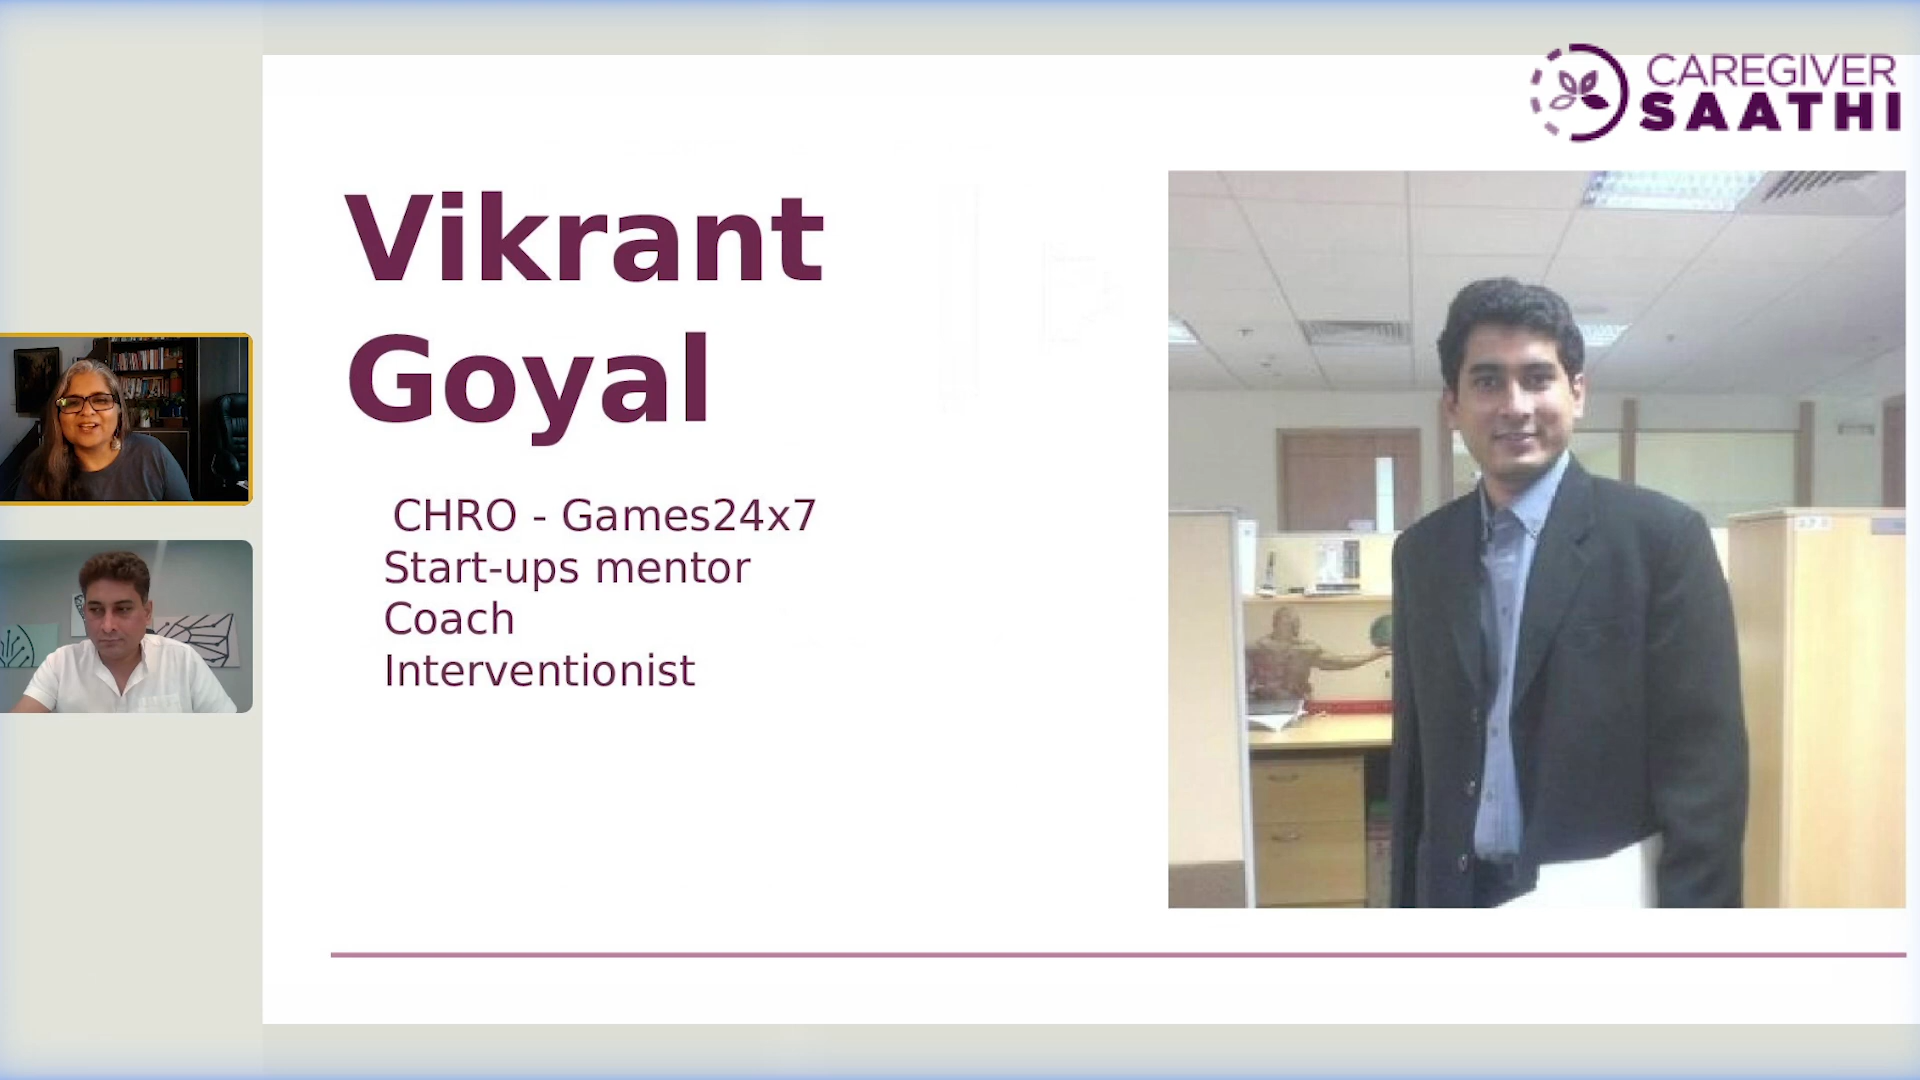 CAREGIVER
SAATHI
Vikrant
Goyal
CHRO - Games24x7
Start-ups mentor
Coach
Interventionist